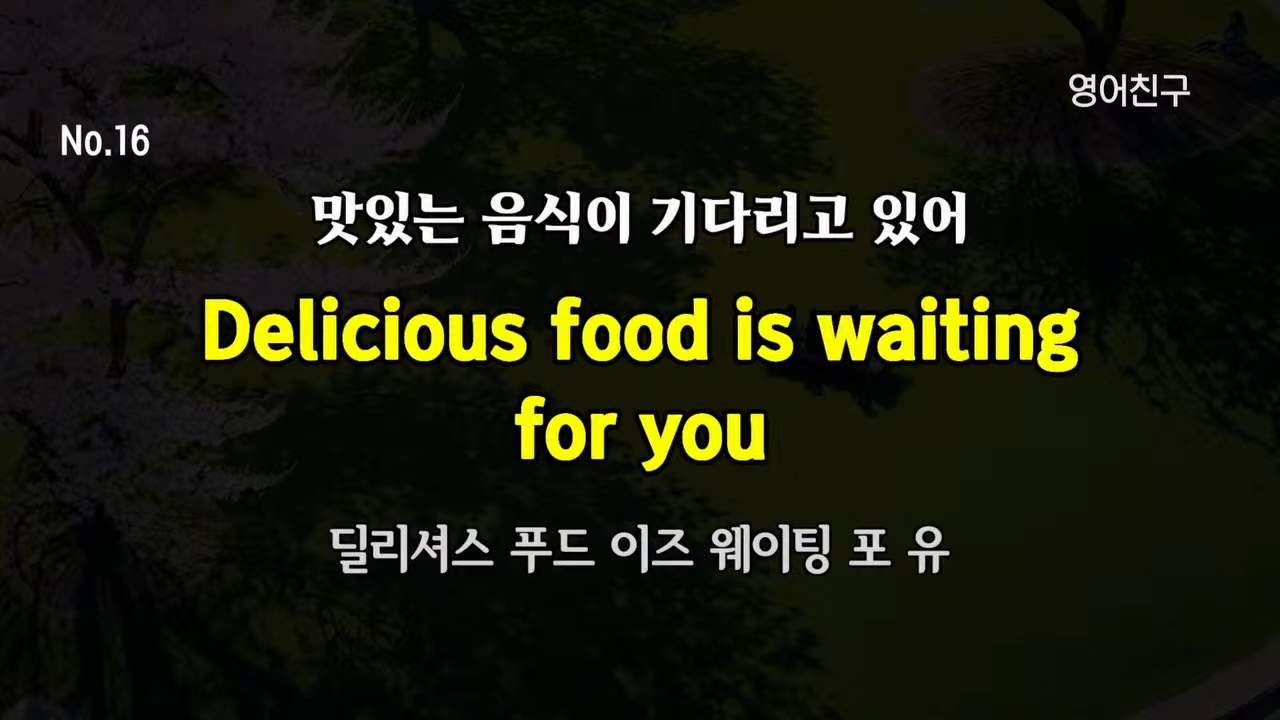 영어친구
No.16
맛있는 음식이 기다리고 있어
Delicious food is waiting
for you
딜리셔스 푸드 이즈 웨이팅 포 유